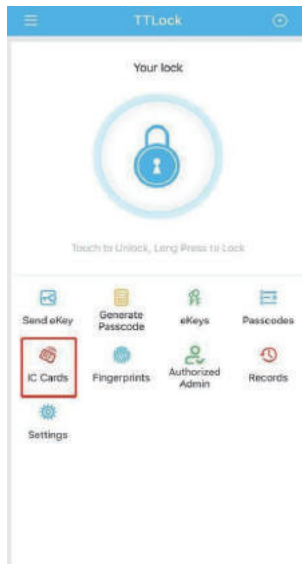 TTLock
Your lock
Touch to Unlock, Long Press to Lock
Send eKey
Generate
Passcode
eKeys
Passcodes
IC Cards
Fingerprints
Authorized
Admin
Records
Settings